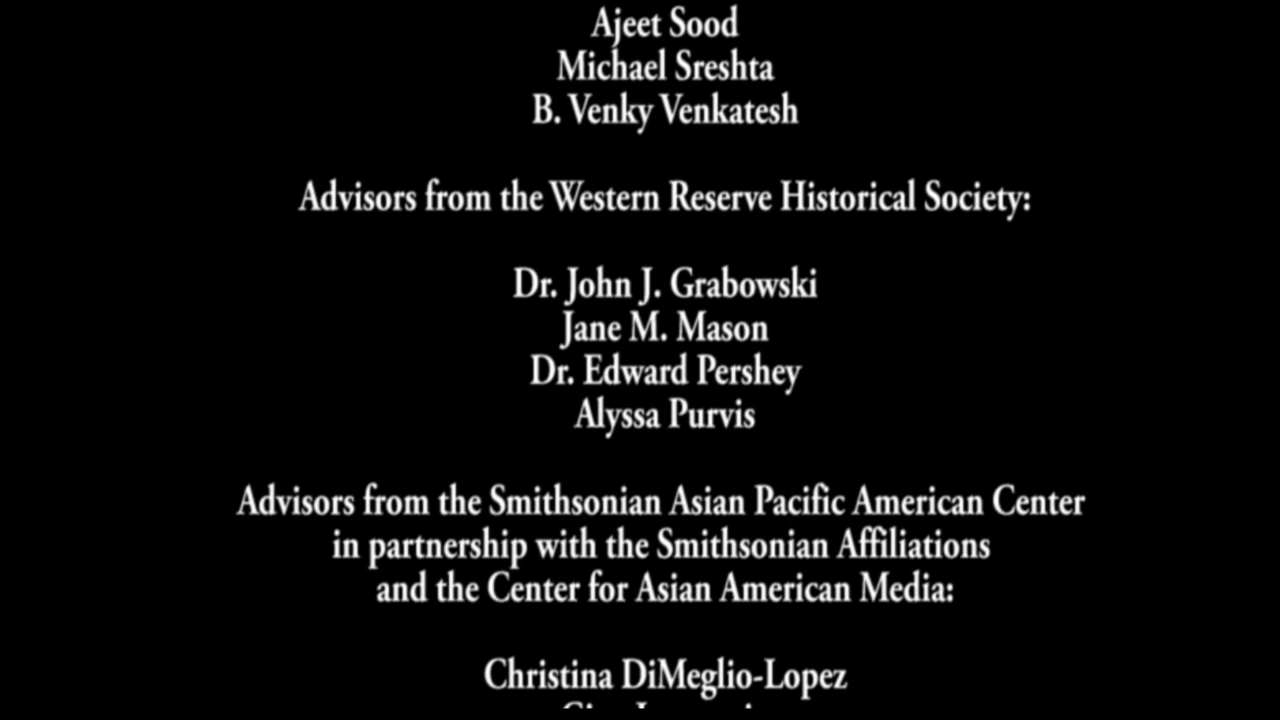 Ajeet Sood
Michael Sreshta
B. Venky Venkatesh
Advisors from the Western Reserve Historical Society:
Dr. John J. Grabowski
Jane M. Mason
Dr. Edward Pershey
Alyssa Purvis
Advisors from the Smithsonian Asian Pacific American Center
in partnership with the Smithsonian Affiliations
and the Center for Asian American Media:
Christina DiMeglio-Lopez